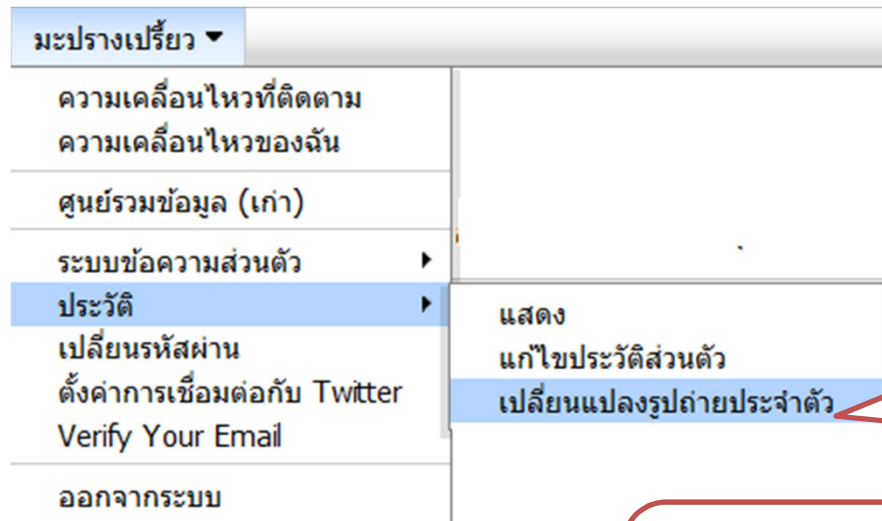 มะปรางเปรี้ยว
ความเคลื่อนไหวที่ติดตาม
ความเคลื่อนไหวของฉัน
ศูนย์รวมข้อมูล (เก่า)
ระบบข้อความส่วนตัว
ประวัติ
เปลี่ยนรหัสผ่าน
ตั้งค่าการเชื่อมต่อกับ Twitter
Verify Your Email
ออกจากระบบ
แสดง
แก้ไขประวัติส่วนตัว
เปลี่ยนแปลงรูปถ่ายประจำตัว